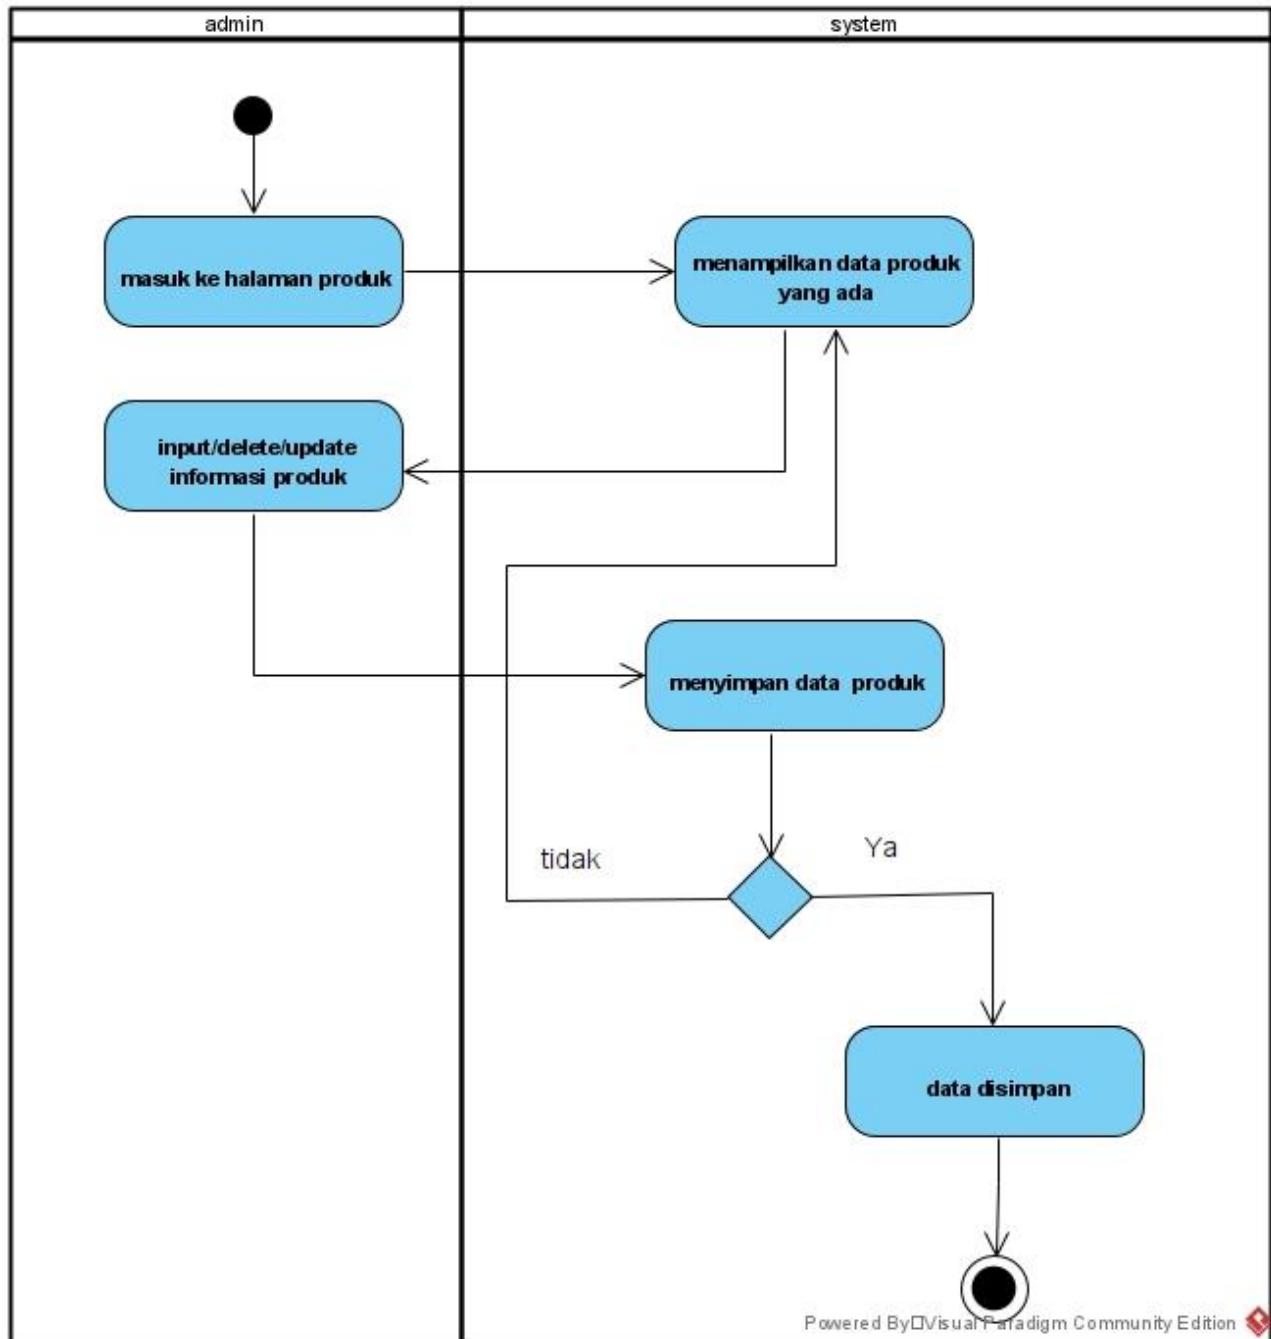 admin
system
masuk ke halaman produk
menampilkan data produk
yang ada
input/delete/update
informasi produk
menyimpan data produk
tidak
Ya
data disimpan
Powered By□Visual Paradigm Community Edition